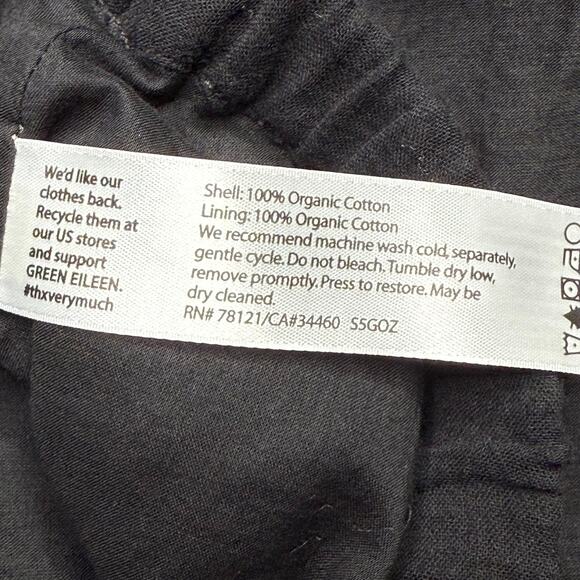 We'd like our
clothes back.
Recycle them at
our US stores
and support
GREEN EILEEN.
#thxverymuch
Shell: 100% Organic Cotton
Lining: 100% Organic Cotton
We recommend machine wash cold, separately,
gentle cycle. Do not bleach. Tumble dry low,
remove promptly. Press to restore. May be
dry cleaned.
RN# 78121/CA#34460 S5GOZ